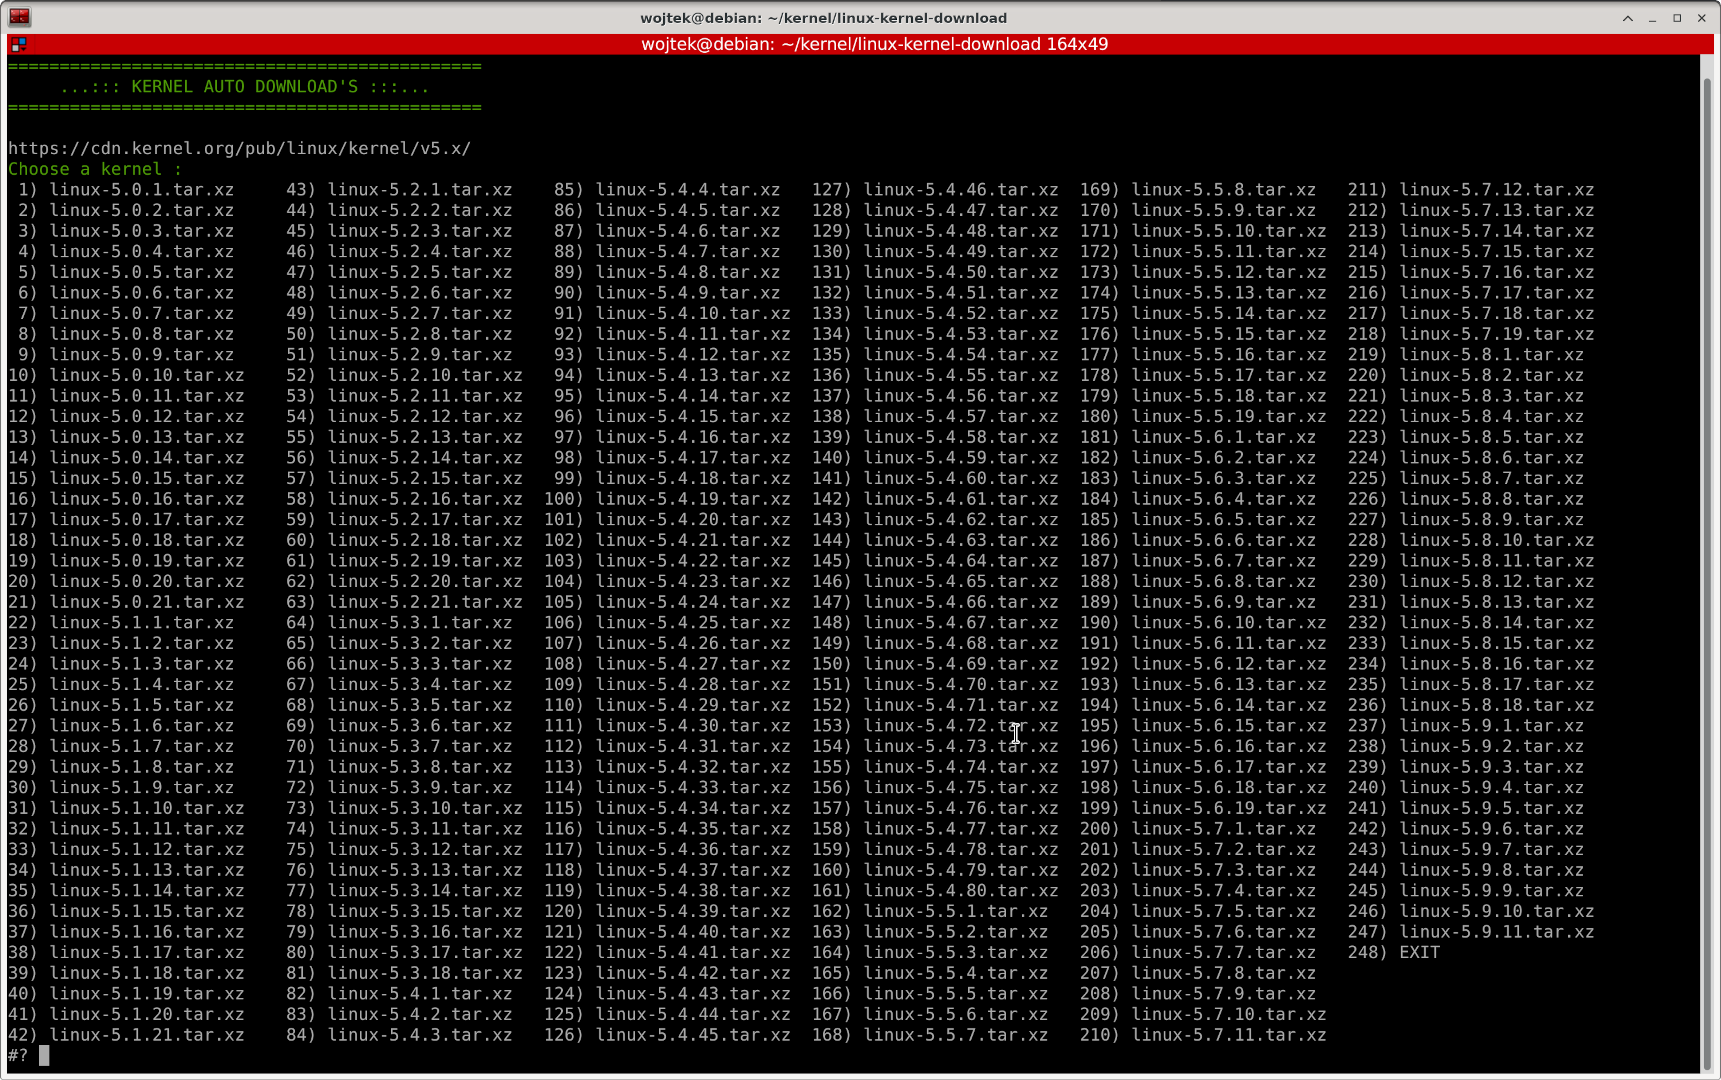 wojtek@debian: ~/kernel/linux-kernel-download
wojtek@debian: ~/kernel/linux-kernel-download 164x49
==============================================
...::: KERNEL AUTO DOWNLOAD'S :::...
==============================================
https://cdn.kernel.org/pub/linux/kernel/v5.x/
Choose a kernel :
1) linux-5.0.1.tar.xz 43) linux-5.2.1.tar.xz 85) linux-5.4.4.tar.xz 127) linux-5.4.46.tar.xz 169) linux-5.5.8.tar.xz 211) linux-5.7.12.tar.xz
2) linux-5.0.2.tar.xz 44) linux-5.2.2.tar.xz 86) linux-5.4.5.tar.xz 128) linux-5.4.47.tar.xz 170) linux-5.5.9.tar.xz 212) linux-5.7.13.tar.xz
3) linux-5.0.3.tar.xz 45) linux-5.2.3.tar.xz 87) linux-5.4.6.tar.xz 129) linux-5.4.48.tar.xz 171) linux-5.5.10.tar.xz 213) linux-5.7.14.tar.xz
4) linux-5.0.4.tar.xz 46) linux-5.2.4.tar.xz 88) linux-5.4.7.tar.xz 130) linux-5.4.49.tar.xz 172) linux-5.5.11.tar.xz 214) linux-5.7.15.tar.xz
5) linux-5.0.5.tar.xz 47) linux-5.2.5.tar.xz 89) linux-5.4.8.tar.xz 131) linux-5.4.50.tar.xz 173) linux-5.5.12.tar.xz 215) linux-5.7.16.tar.xz
6) linux-5.0.6.tar.xz 48) linux-5.2.6.tar.xz 90) linux-5.4.9.tar.xz 132) linux-5.4.51.tar.xz 174) linux-5.5.13.tar.xz 216) linux-5.7.17.tar.xz
7) linux-5.0.7.tar.xz 49) linux-5.2.7.tar.xz 91) linux-5.4.10.tar.xz 133) linux-5.4.52.tar.xz 175) linux-5.5.14.tar.xz 217) linux-5.7.18.tar.xz
8) linux-5.0.8.tar.xz 50) linux-5.2.8.tar.xz 92) linux-5.4.11.tar.xz 134) linux-5.4.53.tar.xz 176) linux-5.5.15.tar.xz 218) linux-5.7.19.tar.xz
9) linux-5.0.9.tar.xz 51) linux-5.2.9.tar.xz 93) linux-5.4.12.tar.xz 135) linux-5.4.54.tar.xz 177) linux-5.5.16.tar.xz 219) linux-5.8.1.tar.xz
10) linux-5.0.10.tar.xz 52) linux-5.2.10.tar.xz 94) linux-5.4.13.tar.xz 136) linux-5.4.55.tar.xz 178) linux-5.5.17.tar.xz 220) linux-5.8.2.tar.xz
11) linux-5.0.11.tar.xz 53) linux-5.2.11.tar.xz 95) linux-5.4.14.tar.xz 137) linux-5.4.56.tar.xz 179) linux-5.5.18.tar.xz 221) linux-5.8.3.tar.xz
12) linux-5.0.12.tar.xz 54) linux-5.2.12.tar.xz 96) linux-5.4.15.tar.xz 138) linux-5.4.57.tar.xz 180) linux-5.5.19.tar.xz 222) linux-5.8.4.tar.xz
13) linux-5.0.13.tar.xz 55) linux-5.2.13.tar.xz 97) linux-5.4.16.tar.xz 139) linux-5.4.58.tar.xz 181) linux-5.6.1.tar.xz 223) linux-5.8.5.tar.xz
14) linux-5.0.14.tar.xz 56) linux-5.2.14.tar.xz 98) linux-5.4.17.tar.xz 140) linux-5.4.59.tar.xz 182) linux-5.6.2.tar.xz 224) linux-5.8.6.tar.xz
15) linux-5.0.15.tar.xz 57) linux-5.2.15.tar.xz 99) linux-5.4.18.tar.xz 141) linux-5.4.60.tar.xz 183) linux-5.6.3.tar.xz 225) linux-5.8.7.tar.xz
16) linux-5.0.16.tar.xz 58) linux-5.2.16.tar.xz 100) linux-5.4.19.tar.xz 142) linux-5.4.61.tar.xz 184) linux-5.6.4.tar.xz 226) linux-5.8.8.tar.xz
17) linux-5.0.17.tar.xz 59) linux-5.2.17.tar.xz 101) linux-5.4.20.tar.xz 143) linux-5.4.62.tar.xz 185) linux-5.6.5.tar.xz 227) linux-5.8.9.tar.xz
18) linux-5.0.18.tar.xz 60) linux-5.2.18.tar.xz 102) linux-5.4.21.tar.xz 144) linux-5.4.63.tar.xz 186) linux-5.6.6.tar.xz 228) linux-5.8.10.tar.xz
19) linux-5.0.19.tar.xz 61) linux-5.2.19.tar.xz 103) linux-5.4.22.tar.xz 145) linux-5.4.64.tar.xz 187) linux-5.6.7.tar.xz 229) linux-5.8.11.tar.xz
20) linux-5.0.20.tar.xz 62) linux-5.2.20.tar.xz 104) linux-5.4.23.tar.xz 146) linux-5.4.65.tar.xz 188) linux-5.6.8.tar.xz 230) linux-5.8.12.tar.xz
21) linux-5.0.21.tar.xz 63) linux-5.2.21.tar.xz 105) linux-5.4.24.tar.xz 147) linux-5.4.66.tar.xz 189) linux-5.6.9.tar.xz 231) linux-5.8.13.tar.xz
22) linux-5.1.1.tar.xz 64) linux-5.3.1.tar.xz 106) linux-5.4.25.tar.xz 148) linux-5.4.67.tar.xz 190) linux-5.6.10.tar.xz 232) linux-5.8.14.tar.xz
23) linux-5.1.2.tar.xz 65) linux-5.3.2.tar.xz 107) linux-5.4.26.tar.xz 149) linux-5.4.68.tar.xz 191) linux-5.6.11.tar.xz 233) linux-5.8.15.tar.xz
24) linux-5.1.3.tar.xz 66) linux-5.3.3.tar.xz 108) linux-5.4.27.tar.xz 150) linux-5.4.69.tar.xz 192) linux-5.6.12.tar.xz 234) linux-5.8.16.tar.xz
25) linux-5.1.4.tar.xz 67) linux-5.3.4.tar.xz 109) linux-5.4.28.tar.xz 151) linux-5.4.70.tar.xz 193) linux-5.6.13.tar.xz 235) linux-5.8.17.tar.xz
26) linux-5.1.5.tar.xz 68) linux-5.3.5.tar.xz 110) linux-5.4.29.tar.xz 152) linux-5.4.71.tar.xz 194) linux-5.6.14.tar.xz 236) linux-5.8.18.tar.xz
27) linux-5.1.6.tar.xz 69) linux-5.3.6.tar.xz 111) linux-5.4.30.tar.xz 153) linux-5.4.72.tar.xz 195) linux-5.6.15.tar.xz 237) linux-5.9.1.tar.xz
28) linux-5.1.7.tar.xz 70) linux-5.3.7.tar.xz 112) linux-5.4.31.tar.xz 154) linux-5.4.73.tar.xz 196) linux-5.6.16.tar.xz 238) linux-5.9.2.tar.xz
29) linux-5.1.8.tar.xz 71) linux-5.3.8.tar.xz 113) linux-5.4.32.tar.xz 155) linux-5.4.74.tar.xz 197) linux-5.6.17.tar.xz 239) linux-5.9.3.tar.xz
30) linux-5.1.9.tar.xz 72) linux-5.3.9.tar.xz 114) linux-5.4.33.tar.xz 156) linux-5.4.75.tar.xz 198) linux-5.6.18.tar.xz 240) linux-5.9.4.tar.xz
31) linux-5.1.10.tar.xz 73) linux-5.3.10.tar.xz 115) linux-5.4.34.tar.xz 157) linux-5.4.76.tar.xz 199) linux-5.6.19.tar.xz 241) linux-5.9.5.tar.xz
32) linux-5.1.11.tar.xz 74) linux-5.3.11.tar.xz 116) linux-5.4.35.tar.xz 158) linux-5.4.77.tar.xz 200) linux-5.7.1.tar.xz 242) linux-5.9.6.tar.xz
33) linux-5.1.12.tar.xz 75) linux-5.3.12.tar.xz 117) linux-5.4.36.tar.xz 159) linux-5.4.78.tar.xz 201) linux-5.7.2.tar.xz 243) linux-5.9.7.tar.xz
34) linux-5.1.13.tar.xz 76) linux-5.3.13.tar.xz 118) linux-5.4.37.tar.xz 160) linux-5.4.79.tar.xz 202) linux-5.7.3.tar.xz 244) linux-5.9.8.tar.xz
35) linux-5.1.14.tar.xz 77) linux-5.3.14.tar.xz 119) linux-5.4.38.tar.xz 161) linux-5.4.80.tar.xz 203) linux-5.7.4.tar.xz 245) linux-5.9.9.tar.xz
36) linux-5.1.15.tar.xz 78) linux-5.3.15.tar.xz 120) linux-5.4.39.tar.xz 162) linux-5.5.1.tar.xz 204) linux-5.7.5.tar.xz 246) linux-5.9.10.tar.xz
37) linux-5.1.16.tar.xz 79) linux-5.3.16.tar.xz 121) linux-5.4.40.tar.xz 163) linux-5.5.2.tar.xz 205) linux-5.7.6.tar.xz 247) linux-5.9.11.tar.xz
38) linux-5.1.17.tar.xz 80) linux-5.3.17.tar.xz 122) linux-5.4.41.tar.xz 164) linux-5.5.3.tar.xz 206) linux-5.7.7.tar.xz 248) EXIT
39) linux-5.1.18.tar.xz 81) linux-5.3.18.tar.xz 123) linux-5.4.42.tar.xz 165) linux-5.5.4.tar.xz 207) linux-5.7.8.tar.xz
40) linux-5.1.19.tar.xz 82) linux-5.4.1.tar.xz 124) linux-5.4.43.tar.xz 166) linux-5.5.5.tar.xz 208) linux-5.7.9.tar.xz
41) linux-5.1.20.tar.xz 83) linux-5.4.2.tar.xz 125) linux-5.4.44.tar.xz 167) linux-5.5.6.tar.xz 209) linux-5.7.10.tar.xz
42) linux-5.1.21.tar.xz 84) linux-5.4.3.tar.xz 126) linux-5.4.45.tar.xz 168) linux-5.5.7.tar.xz 210) linux-5.7.11.tar.xz
#?